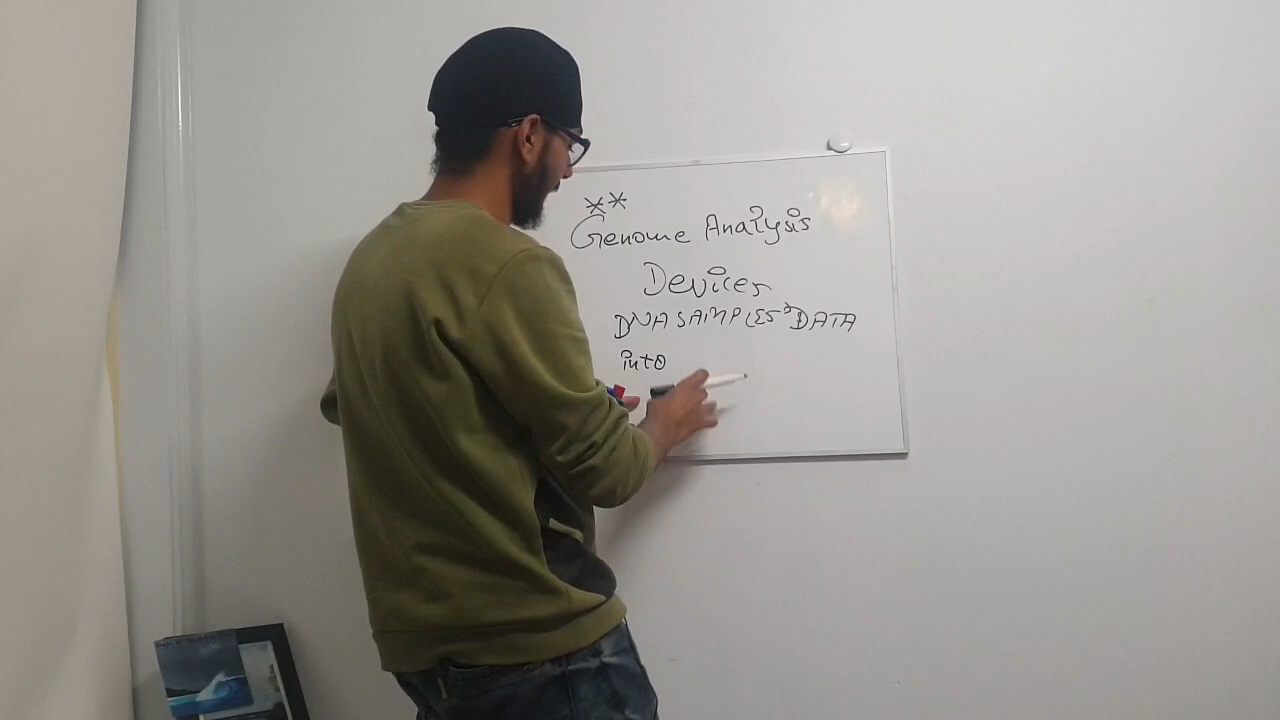 **
Genome Analysis
Devices
DNA SAMPLES' DATA
into